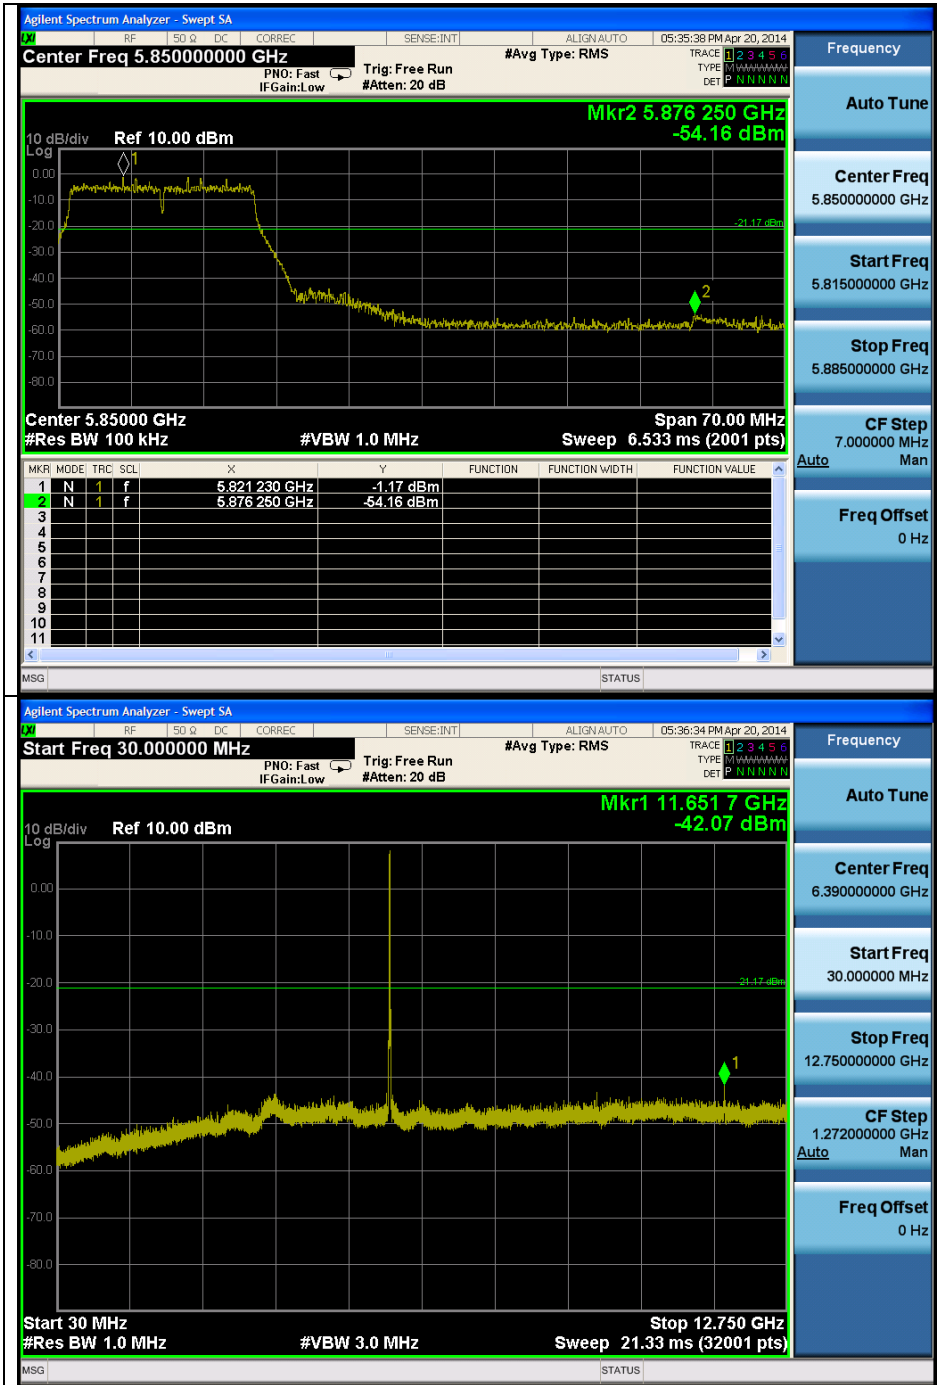 Agilent Spectrum Analyzer - Swept SA
LXI RF 50 Ω DC CORREC SENSE:INT ALIGN AUTO 05:35:38 PM Apr 20, 2014
Center Freq 5.850000000 GHz
PNO: Fast
IFGain:Low
Trig: Free Run
#Atten: 20 dB
#Avg Type: RMS
TRACE 1 2 3 4 5 6
TYPE M WWWWW
DET P N N N N N
Mkr2 5.876 250 GHz
-54.16 dBm
10 dB/div Ref 10.00 dBm
Log
1
0.00
-10.0
-20.0
-21.17 dBm
-30.0
-40.0
2
-50.0
-60.0
-70.0
-80.0
Center 5.85000 GHz Span 70.00 MHz
#Res BW 100 kHz #VBW 1.0 MHz Sweep 6.533 ms (2001 pts)
MKR MODE TRC SCL X Y FUNCTION FUNCTION WIDTH FUNCTION VALUE
1 N 1 f 5.821 230 GHz -1.17 dBm
2 N 1 f 5.876 250 GHz -54.16 dBm
3
4
5
6
7
8
9
10
11
MSG STATUS
Frequency
Auto Tune
Center Freq
5.850000000 GHz
Start Freq
5.815000000 GHz
Stop Freq
5.885000000 GHz
CF Step
7.000000 MHz
Auto Man
Freq Offset
0 Hz
Agilent Spectrum Analyzer - Swept SA
LXI RF 50 Ω DC CORREC SENSE:INT ALIGN AUTO 05:36:34 PM Apr 20, 2014
Start Freq 30.000000 MHz
PNO: Fast
IFGain:Low
Trig: Free Run
#Atten: 20 dB
#Avg Type: RMS
TRACE 1 2 3 4 5 6
TYPE M WWWWW
DET P N N N N N
Mkr1 11.651 7 GHz
-42.07 dBm
10 dB/div Ref 10.00 dBm
Log
0.00
-10.0
-20.0
-21.17 dBm
-30.0
-40.0
1
-50.0
-60.0
-70.0
-80.0
Start 30 MHz Stop 12.750 GHz
#Res BW 1.0 MHz #VBW 3.0 MHz Sweep 21.33 ms (32001 pts)
MSG STATUS
Frequency
Auto Tune
Center Freq
6.390000000 GHz
Start Freq
30.000000 MHz
Stop Freq
12.750000000 GHz
CF Step
1.272000000 GHz
Auto Man
Freq Offset
0 Hz